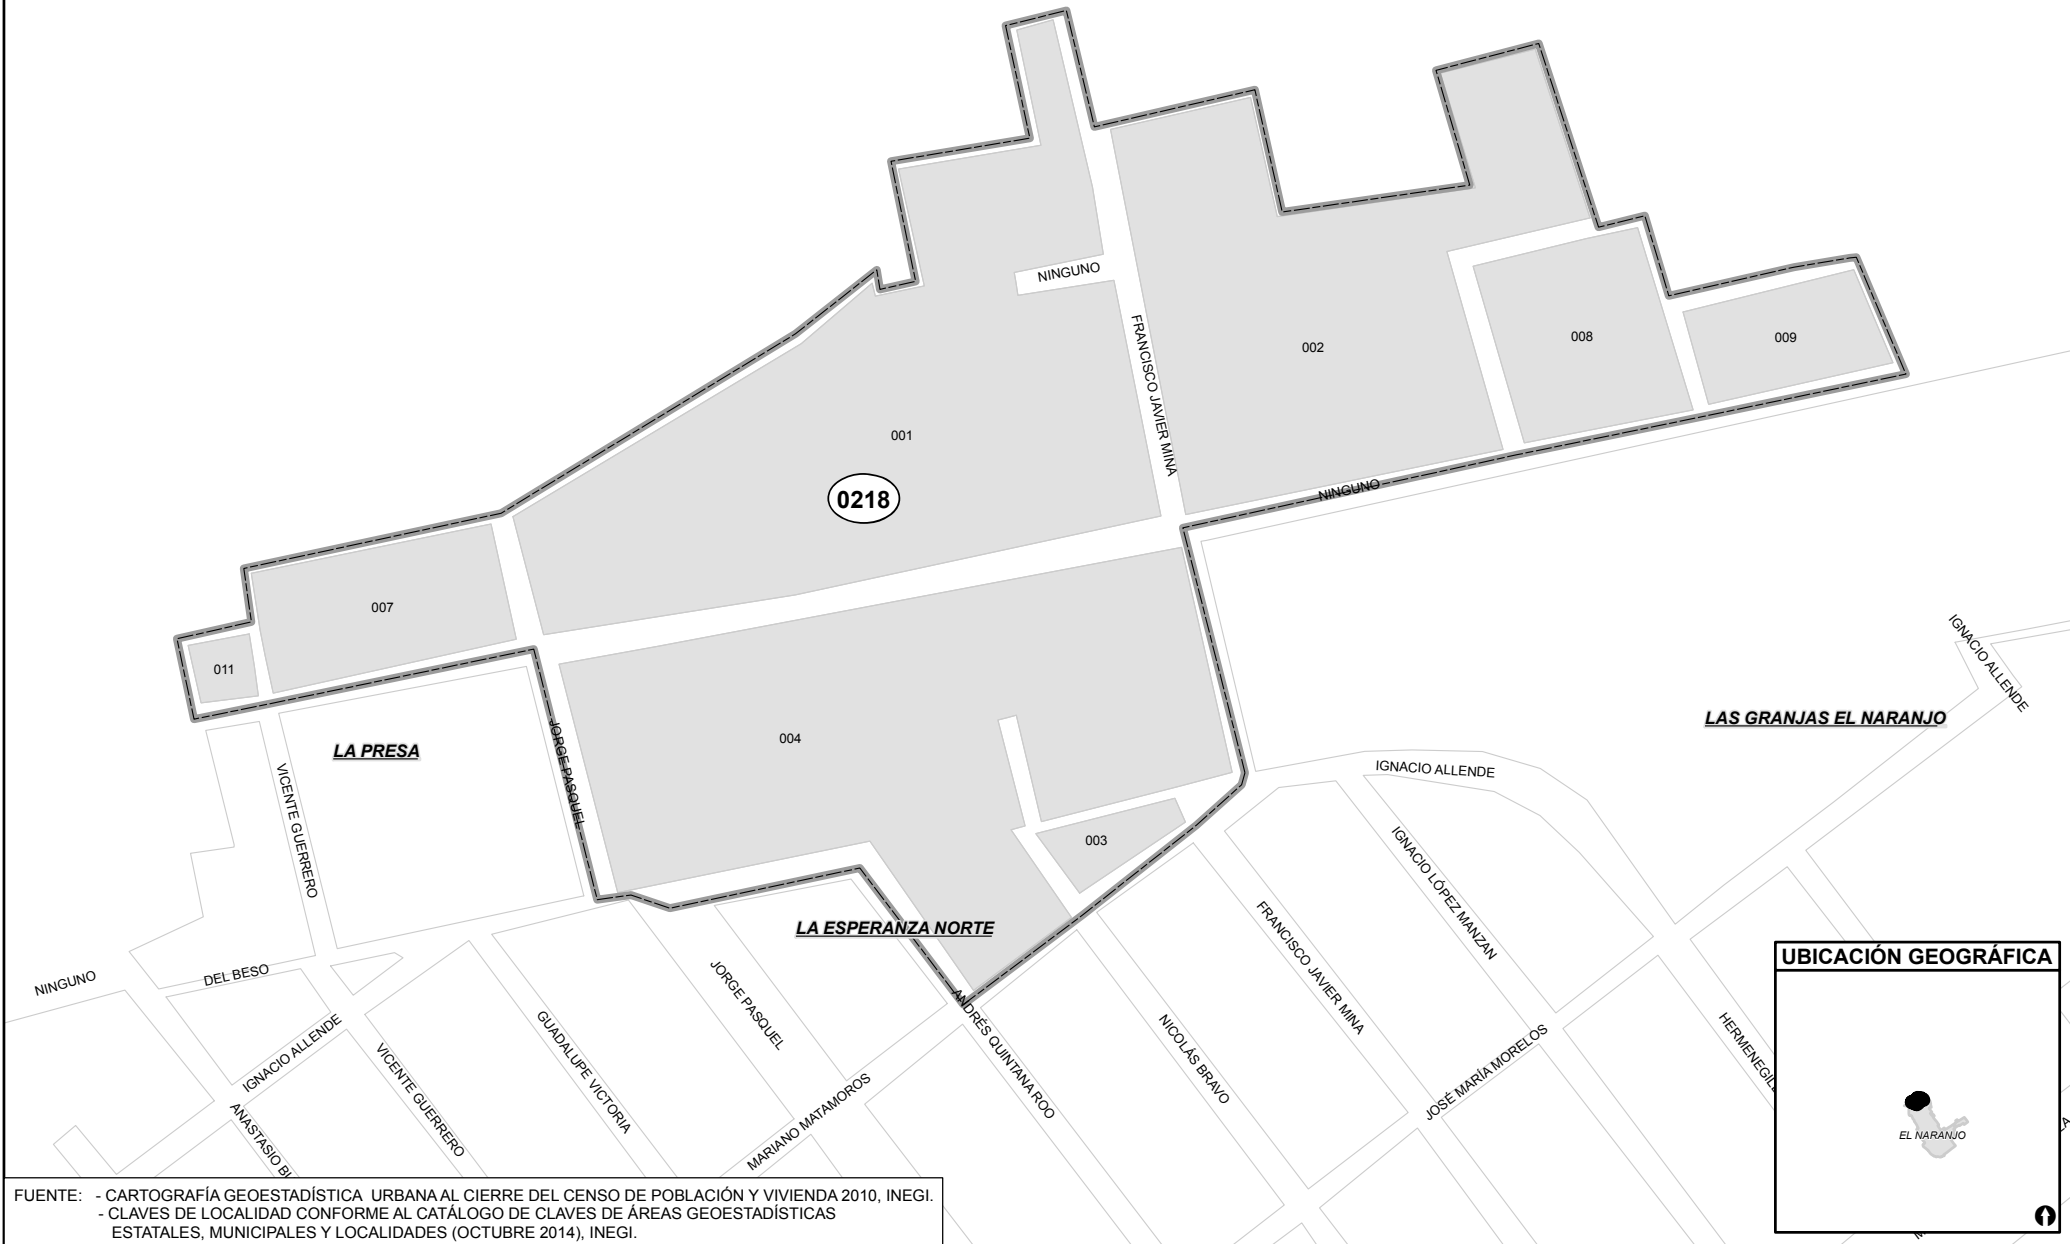 NINGUNO
FRANCISCO JAVIER MINA
002
008
009
001
0218
NINGUNO
007
011
004
003
LA PRESA
JORGE PASQUEL
VICENTE GUERRERO
LAS GRANJAS EL NARANJO
IGNACIO ALLENDE
IGNACIO ALLENDE
IGNACIO LÓPEZ MANZAN
FRANCISCO JAVIER MINA
LA ESPERANZA NORTE
NINGUNO
DEL BESO
IGNACIO ALLENDE
VICENTE GUERRERO
ANASTASIO
GUADALUPE VICTORIA
JORGE PASQUEL
MARIANO MATAMOROS
ANDRÉS QUINTANA ROO
NICOLÁS BRAVO
JOSÉ MARÍA MORELOS
UBICACIÓN GEOGRÁFICA
EL NARANJO
FUENTE: - CARTOGRAFÍA GEOESTADÍSTICA URBANA AL CIERRE DEL CENSO DE POBLACIÓN Y VIVIENDA 2010, INEGI.
- CLAVES DE LOCALIDAD CONFORME AL CATÁLOGO DE CLAVES DE ÁREAS GEOESTADÍSTICAS
ESTATALES, MUNICIPALES Y LOCALIDADES (OCTUBRE 2014), INEGI.